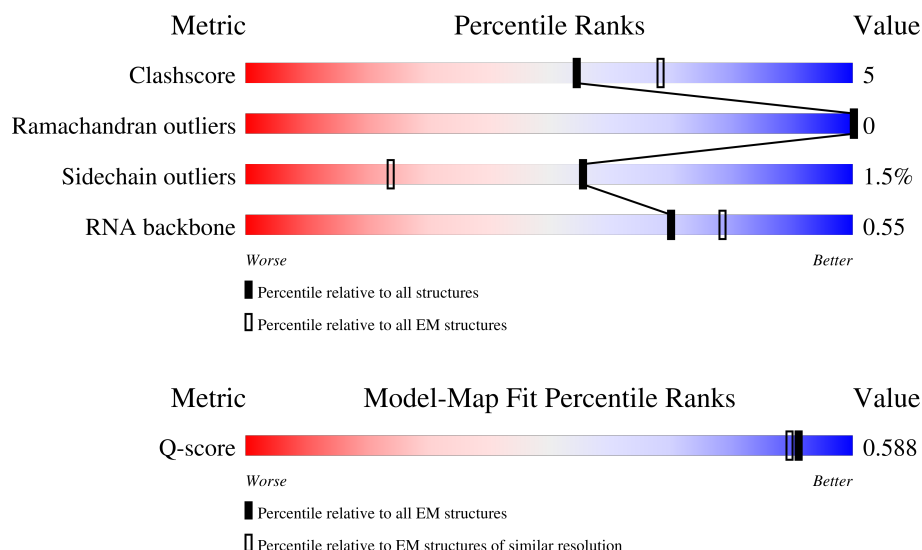 Metric Percentile Ranks Value
Clashscore 5
Ramachandran outliers 0
Sidechain outliers 1.5%
RNA backbone 0.55
Worse Better
Percentile relative to all structures
Percentile relative to all EM structures
Metric Model-Map Fit Percentile Ranks Value
Q-score 0.588
Worse Better
Percentile relative to all EM structures
Percentile relative to EM structures of similar resolution